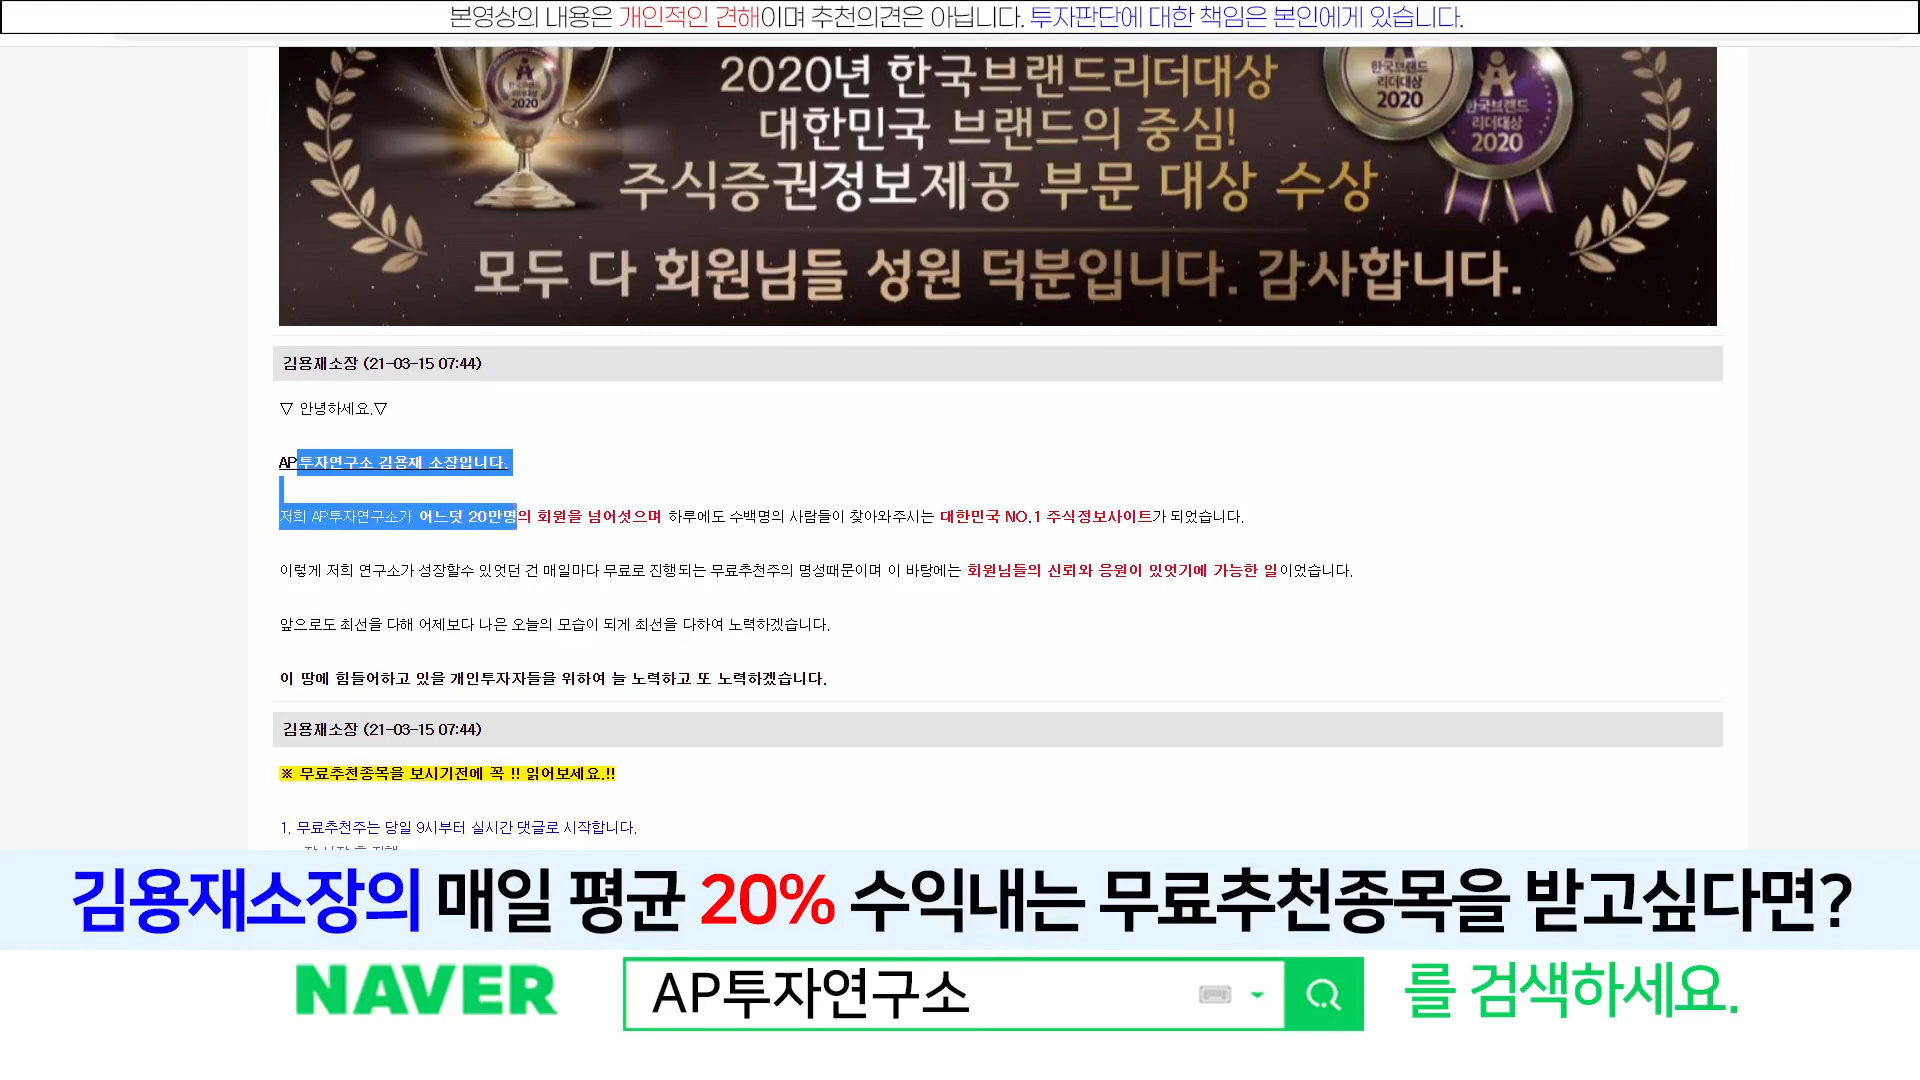 본영상의 내용은 개인적인 견해이며 추천의견은 아닙니다. 투자판단에 대한 책임은 본인에게 있습니다.
한국브랜드
리더대상
2020
2020년 한국브랜드리더대상
대한민국 브랜드의 중심!
주식증권정보제공 부문 대상 수상
모두 다 회원님들 성원 덕분입니다. 감사합니다.
한국브랜드
리더대상
2020
한국브랜드
리더대상
2020
김용재소장 (21-03-15 07:44)
▽ 안녕하세요.▽
AP투자연구소 김용재 소장입니다.
저희 AP투자연구소가 어느덧 20만명의 회원을 넘어섯으며 하루에도 수백명의 사람들이 찾아와주시는 대한민국 NO.1 주식정보사이트가 되었습니다.
이렇게 저희 연구소가 성장할수 있엇던 건 매일마다 무료로 진행되는 무료추천주의 명성때문이며 이 바탕에는 회원님들의 신뢰와 응원이 있엇기에 가능한 일이었습니다.
앞으로도 최선을 다해 어제보다 나은 오늘의 모습이 되게 최선을 다하여 노력하겠습니다.
이 땅에 힘들어하고 있을 개인투자자들을 위하여 늘 노력하고 또 노력하겠습니다.
김용재소장 (21-03-15 07:44)
※ 무료추천종목을 보시기전에 꼭 !! 읽어보세요.!!
1. 무료추천주는 당일 9시부터 실시간 댓글로 시작합니다.
김용재소장의 매일 평균 20% 수익내는 무료추천종목을 받고싶다면?
NAVER AP투자연구소 를 검색하세요.